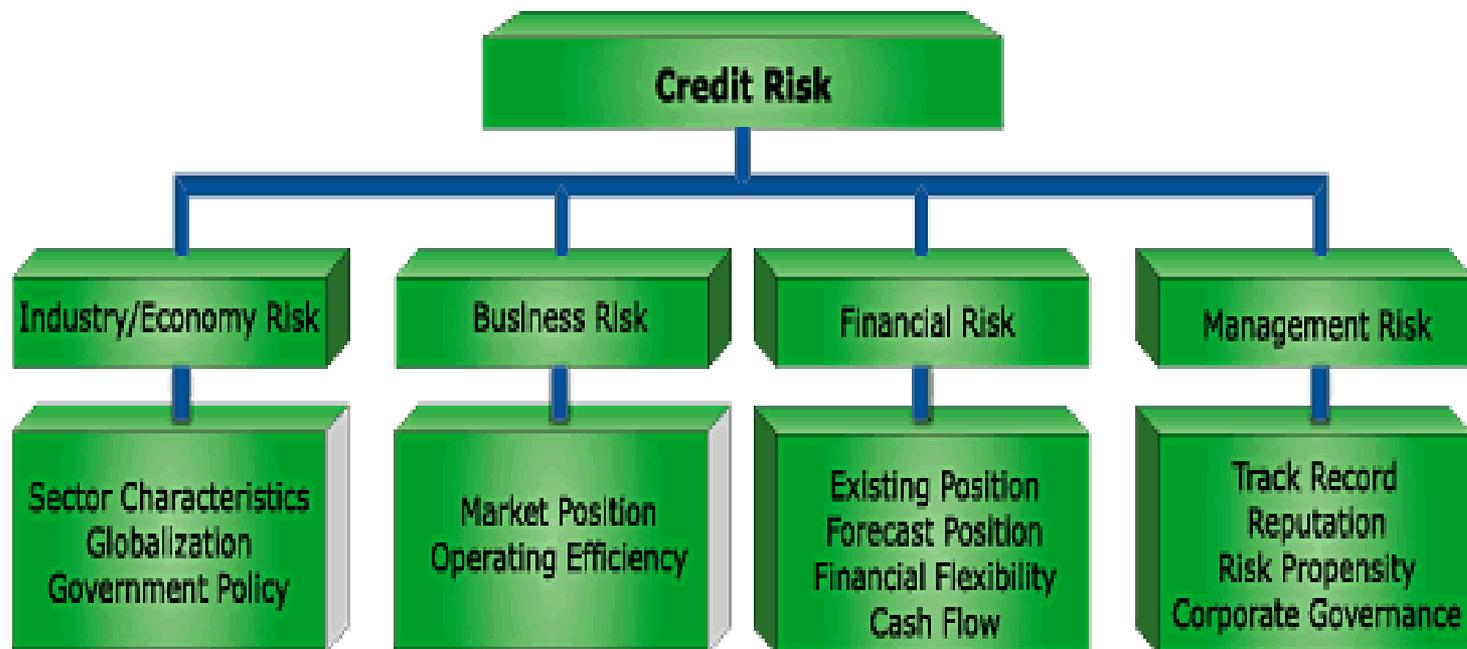 Credit Risk
Industry/Economy Risk
Business Risk
Financial Risk
Management Risk
Sector Characteristics
Globalization
Government Policy
Market Position
Operating Efficiency
Existing Position
Forecast Position
Financial Flexibility
Cash Flow
Track Record
Reputation
Risk Propensity
Corporate Governance